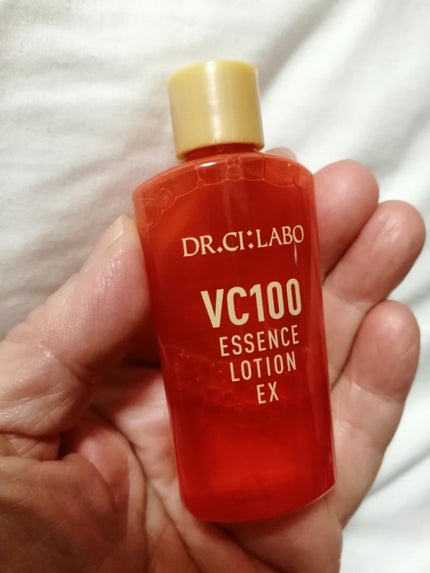 DR.CI:LABO
VC100
ESSENCE
LOTION
EX